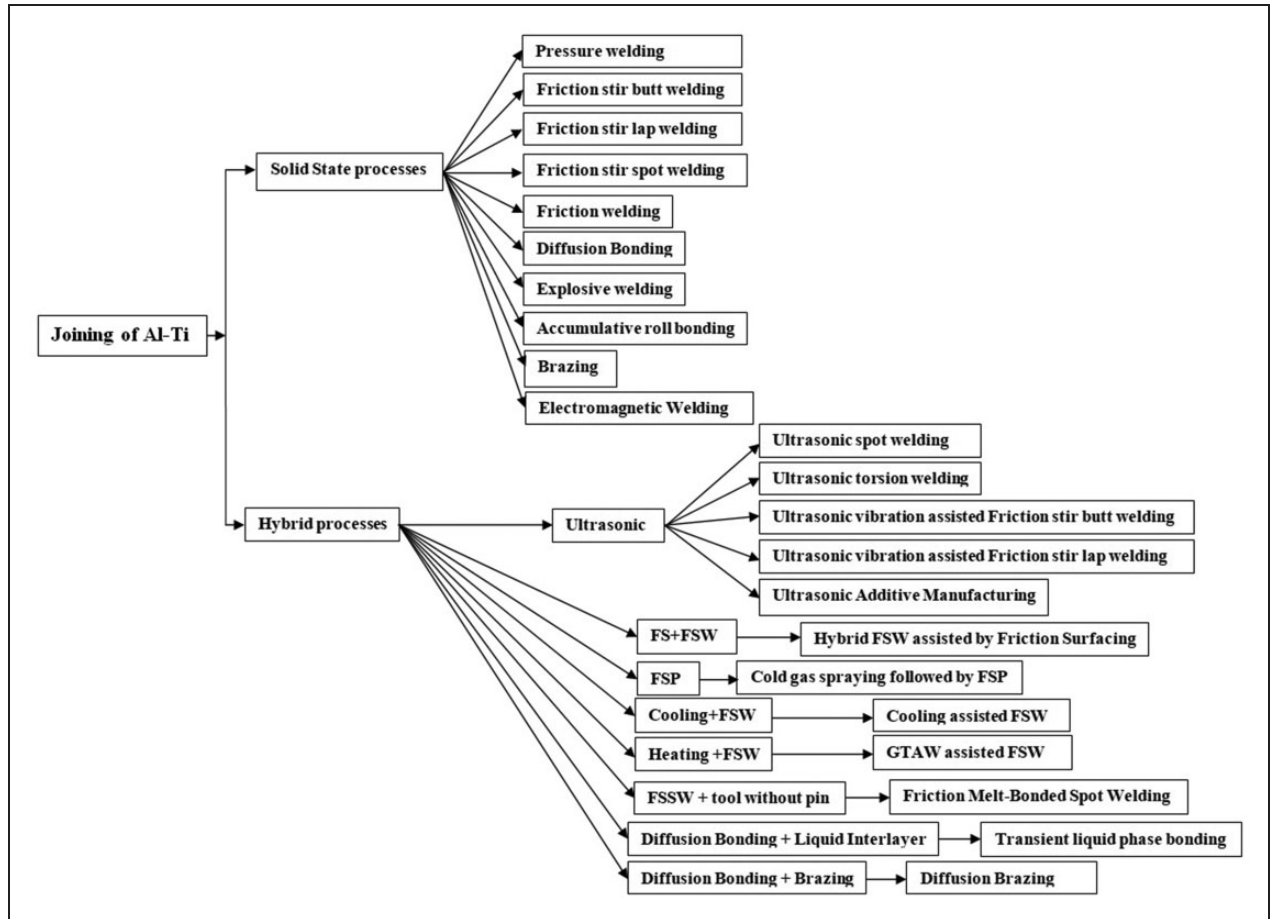 Pressure welding
Friction stir butt welding
Friction stir lap welding
Solid State processes
Friction stir spot welding
Friction welding
Diffusion Bonding
Explosive welding
Joining of Al-Ti
Accumulative roll bonding
Brazing
Electromagnetic Welding
Ultrasonic spot welding
Ultrasonic torsion welding
Hybrid processes
Ultrasonic
Ultrasonic vibration assisted Friction stir butt welding
Ultrasonic vibration assisted Friction stir lap welding
Ultrasonic Additive Manufacturing
FS+FSW
Hybrid FSW assisted by Friction Surfacing
FSP
Cold gas spraying followed by FSP
Cooling+FSW
Cooling assisted FSW
Heating +FSW
GTAW assisted FSW
FSSW + tool without pin
Friction Melt-Bonded Spot Welding
Diffusion Bonding + Liquid Interlayer
Transient liquid phase bonding
Diffusion Bonding + Brazing
Diffusion Brazing